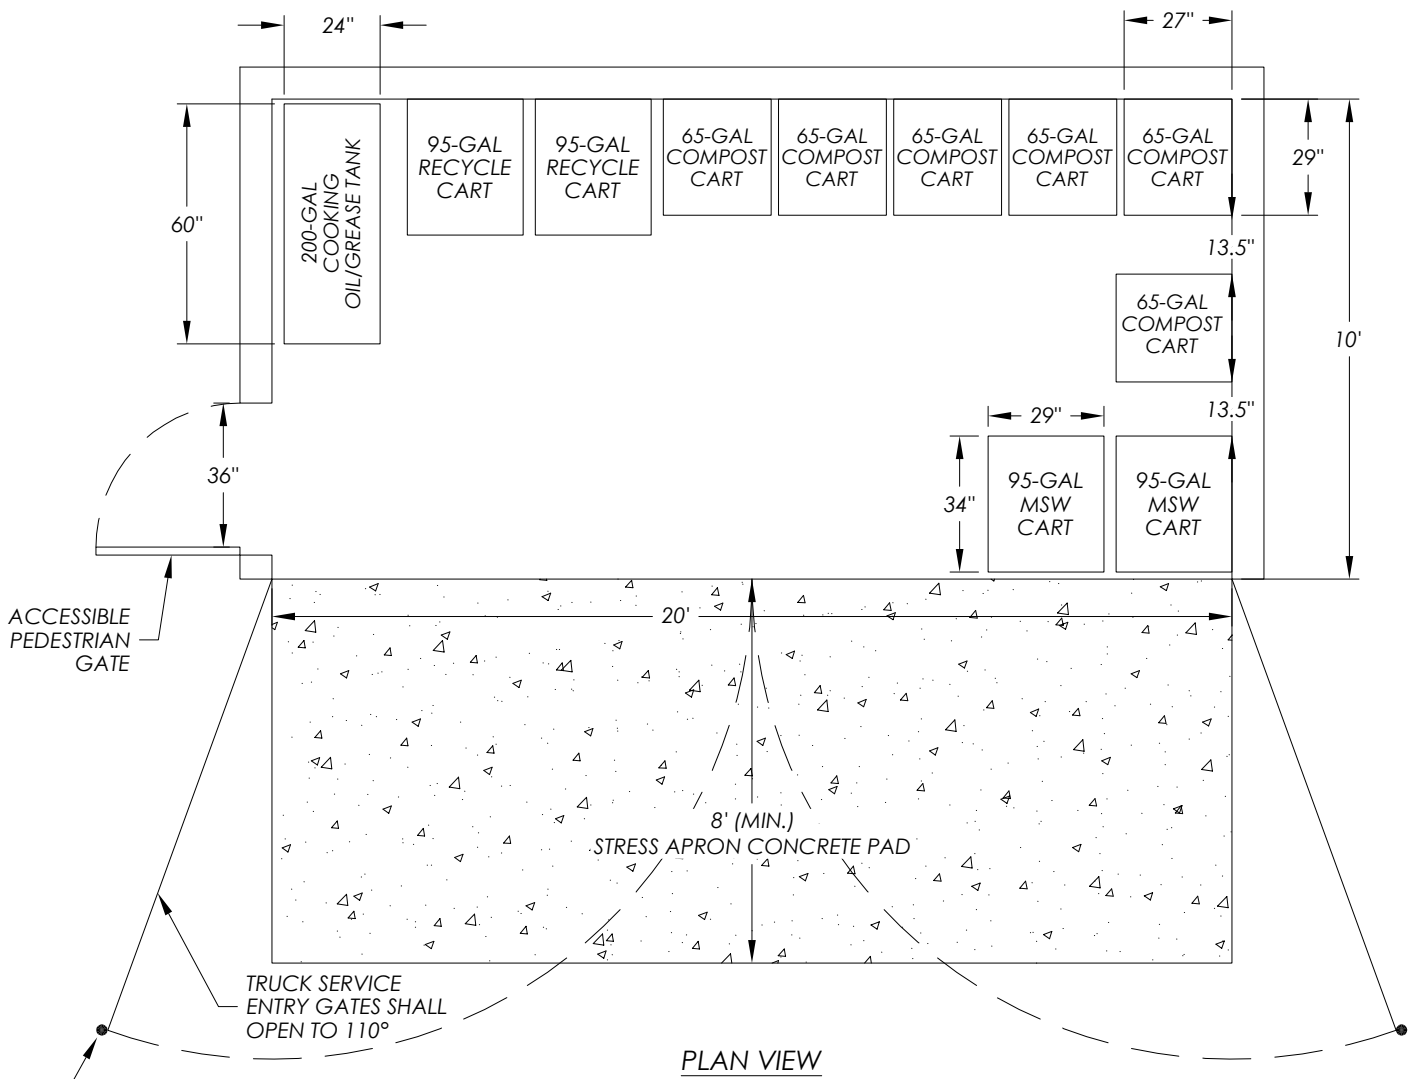 24"
27"
95-GAL
RECYCLE
CART
95-GAL
RECYCLE
CART
65-GAL
COMPOST
CART
65-GAL
COMPOST
CART
65-GAL
COMPOST
CART
65-GAL
COMPOST
CART
65-GAL
COMPOST
CART
29"
60"
200-GAL
COOKING
OIL/GREASE TANK
13.5"
65-GAL
COMPOST
CART
10'
13.5"
29"
36"
34"
95-GAL
MSW
CART
95-GAL
MSW
CART
ACCESSIBLE
PEDESTRIAN
GATE
20'
8' (MIN.)
STRESS APRON CONCRETE PAD
TRUCK SERVICE
ENTRY GATES SHALL
OPEN TO 110°
PLAN VIEW